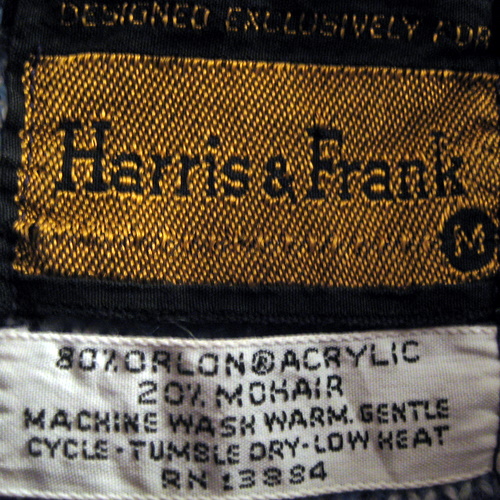 DESIGNED EXCLUSIVELY FOR
Harris & Frank
M
80% ORLON® ACRYLIC
20% MOHAIR
MACHINE WASH WARM. GENTLE
CYCLE - TUMBLE DRY - LOW HEAT
RN 13884